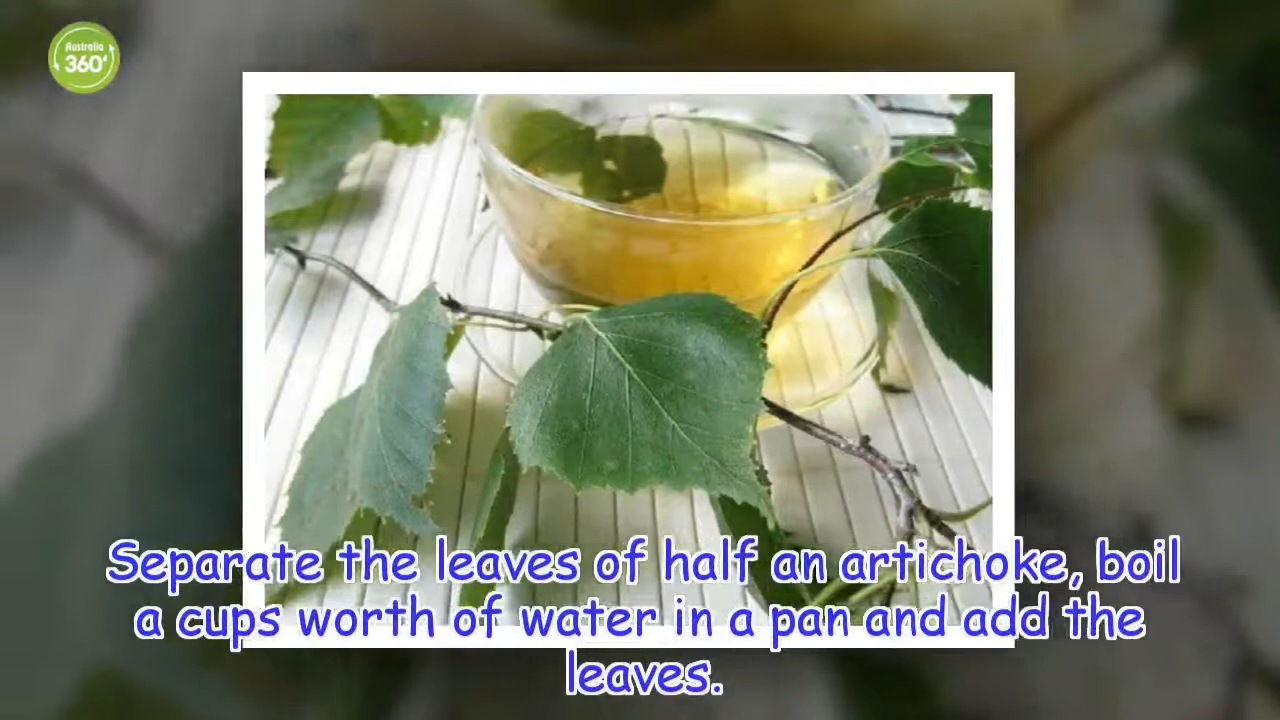 Australia
360°
Separate the leaves of half an artichoke, boil
a cups worth of water in a pan and add the
leaves.